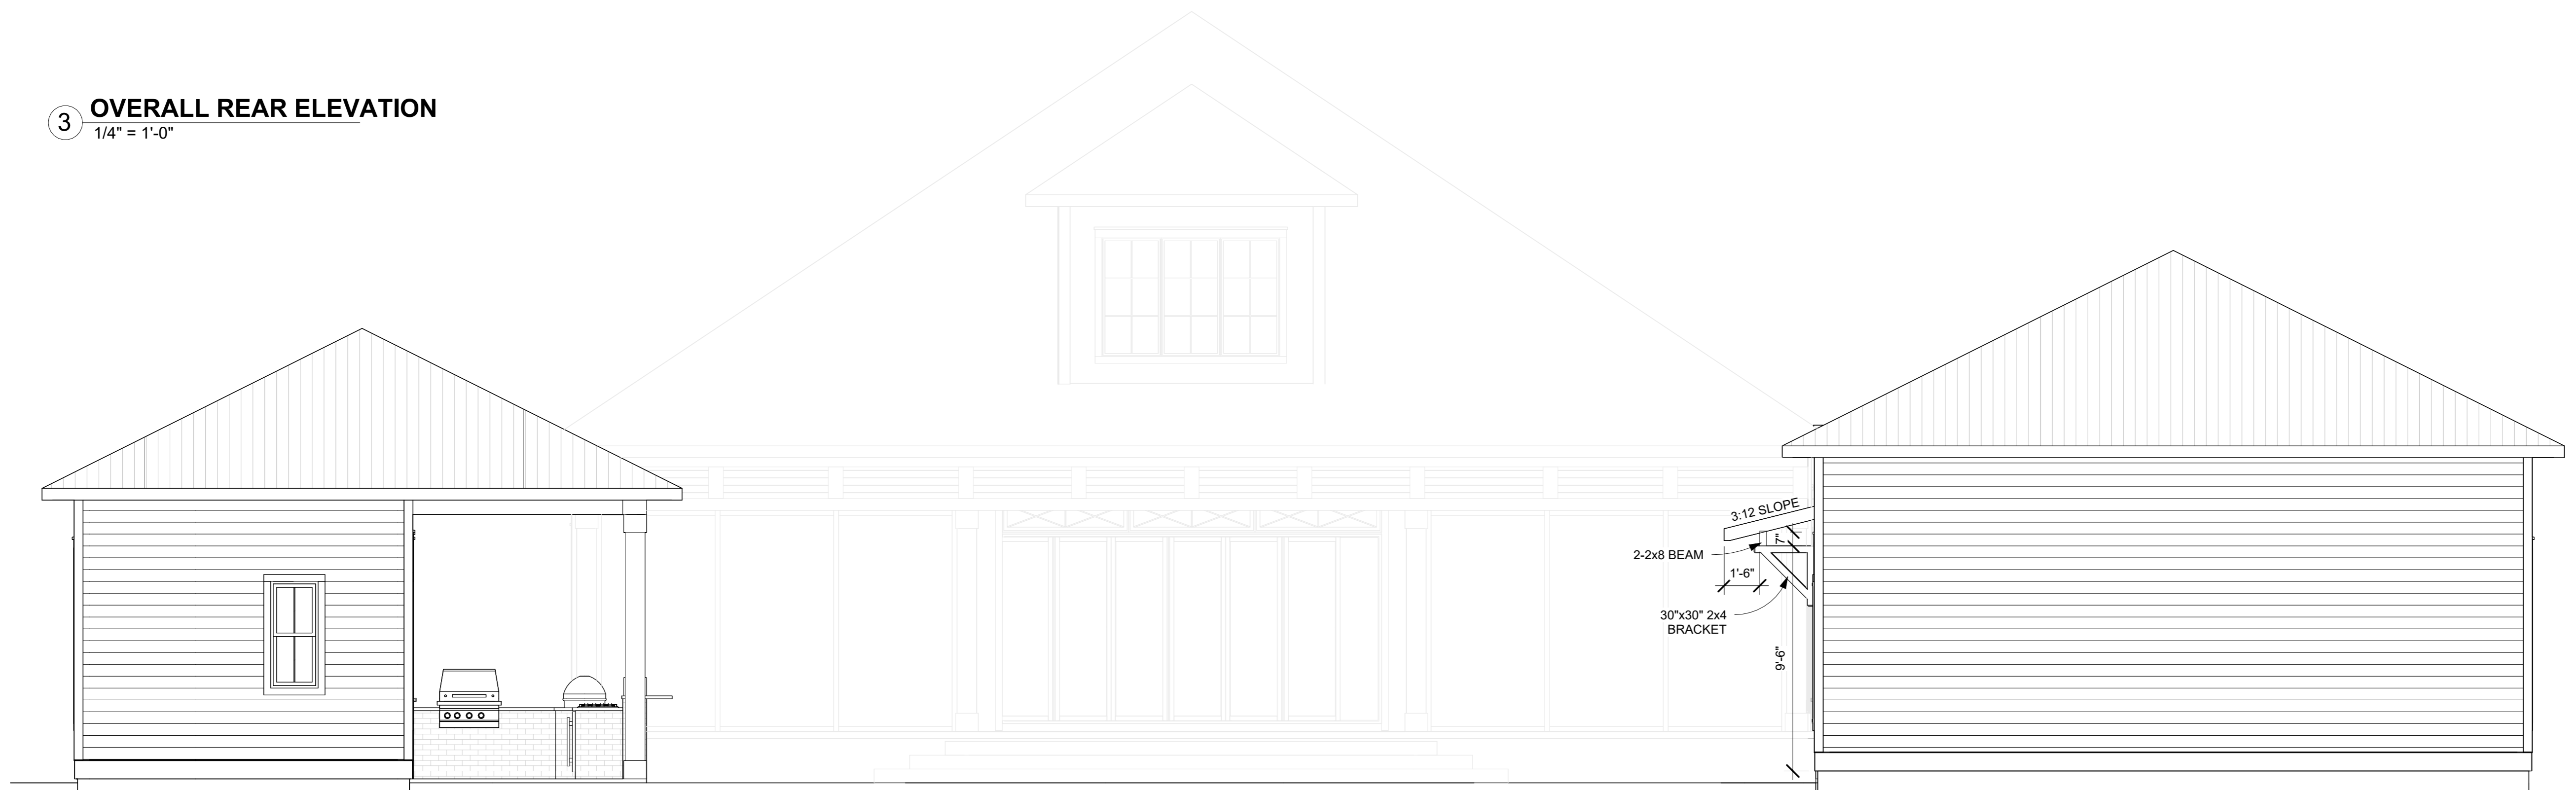 3
OVERALL REAR ELEVATION
1/4" = 1'-0"
3:12 SLOPE
7"
2-2x8 BEAM
1'-6"
30"x30" 2x4
BRACKET
9'-6"